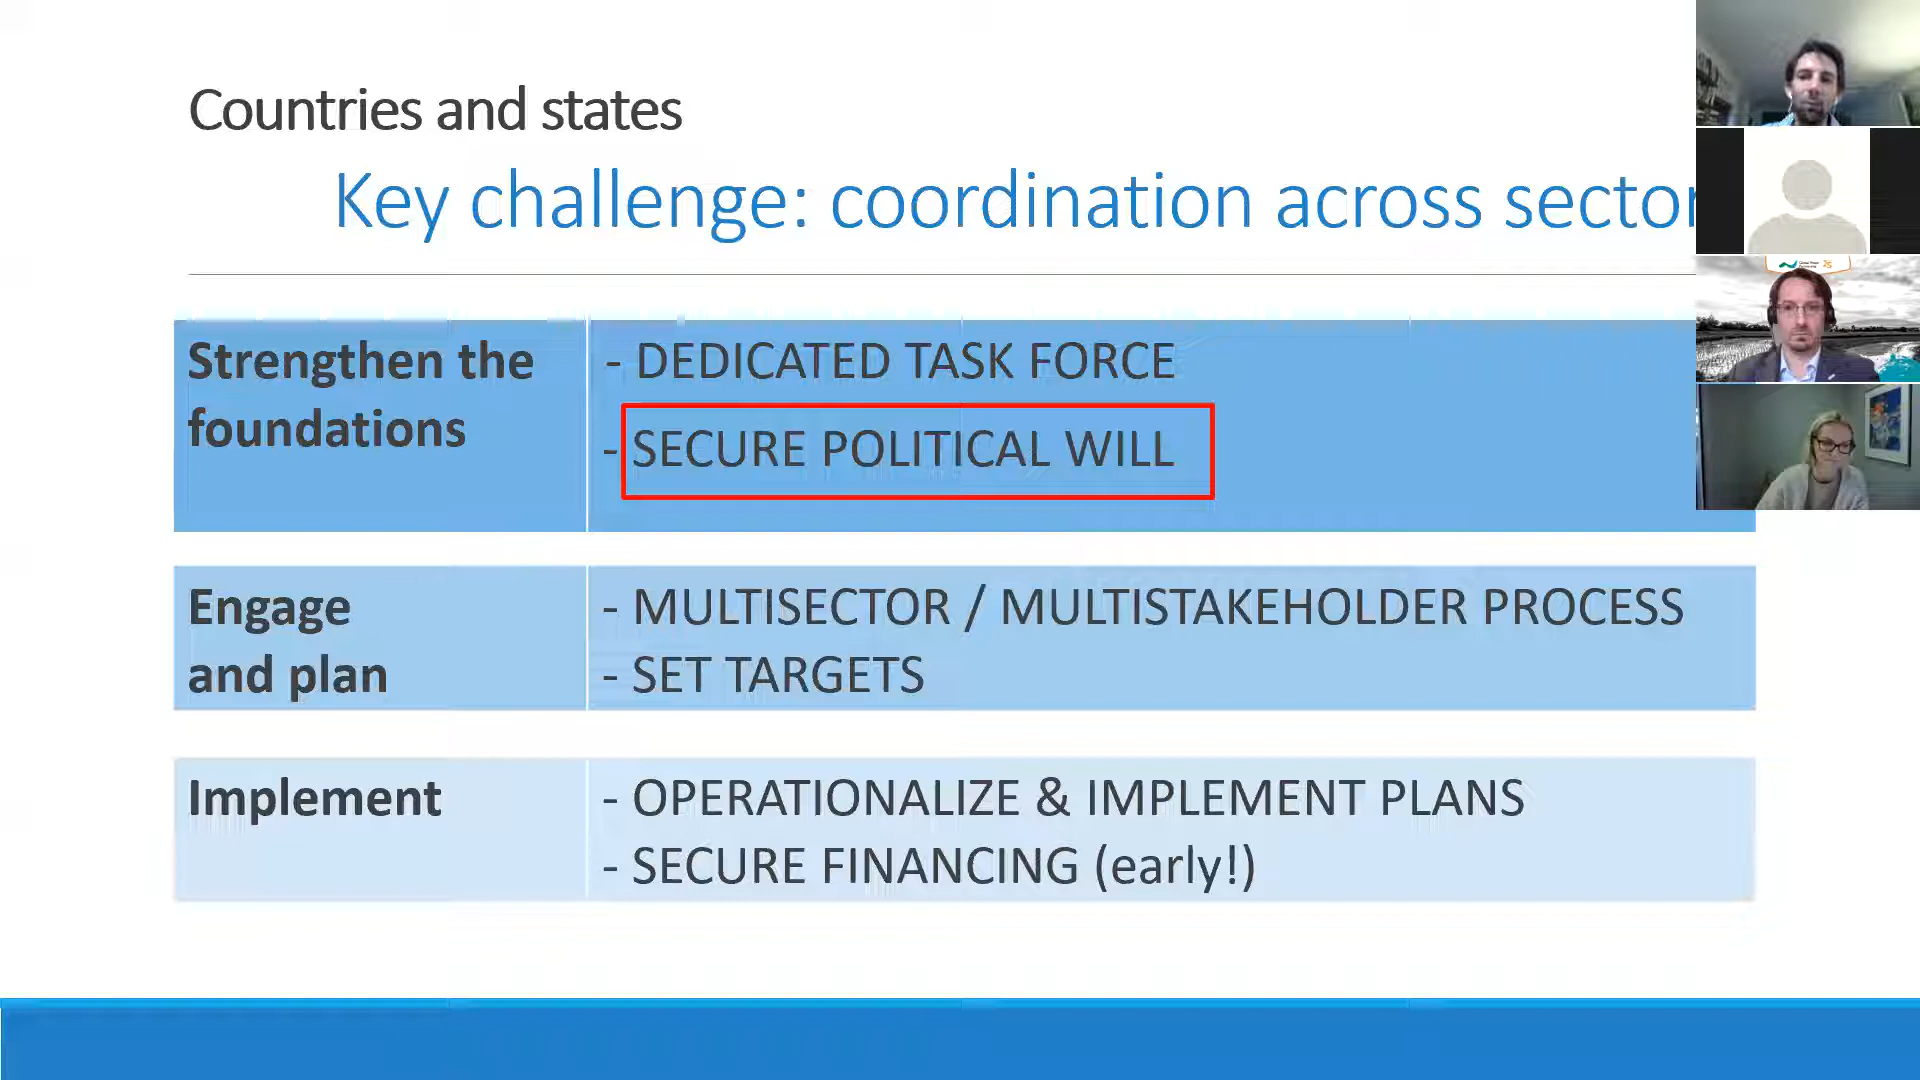 Countries and states
Key challenge: coordination across sector
Strengthen the
foundations
- DEDICATED TASK FORCE
- SECURE POLITICAL WILL
Engage
and plan
- MULTISECTOR / MULTISTAKEHOLDER PROCESS
- SET TARGETS
Implement
- OPERATIONALIZE & IMPLEMENT PLANS
- SECURE FINANCING (early!)